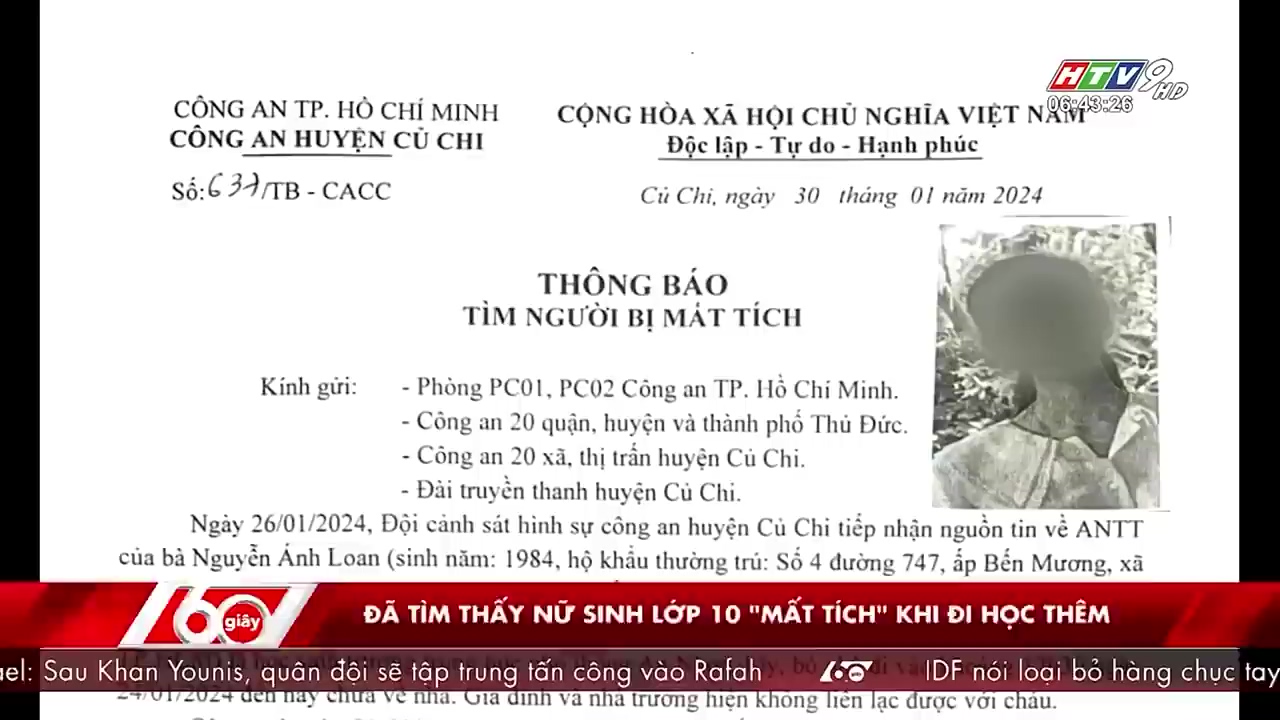 CÔNG AN TP. HỒ CHÍ MINH
CÔNG AN HUYỆN CỦ CHI
Số: 637/TB - CACC
CỘNG HÒA XÃ HỘI CHỦ NGHĨA VIỆT NAM
Độc lập - Tự do - Hạnh phúc
Củ Chi, ngày 30 tháng 01 năm 2024
HTV9 HD
06:43:26
THÔNG BÁO
TÌM NGƯỜI BỊ MẤT TÍCH
Kính gửi: - Phòng PC01, PC02 Công an TP. Hồ Chí Minh.
- Công an 20 quận, huyện và thành phố Thủ Đức.
- Công an 20 xã, thị trấn huyện Củ Chi.
- Đài truyền thanh huyện Củ Chi.
Ngày 26/01/2024, Đội cảnh sát hình sự công an huyện Củ Chi tiếp nhận nguồn tin về ANTT
của bà Nguyễn Ánh Loan (sinh năm: 1984, hộ khẩu thường trú: Số 4 đường 747, ấp Bến Mương, xã
60 giây
ĐÃ TÌM THẤY NỮ SINH LỚP 10 "MẤT TÍCH" KHI ĐI HỌC THÊM
ael: Sau Khan Younis, quân đội sẽ tập trung tấn công vào Rafah 60 giây IDF nói loại bỏ hàng chục tay
24/01/2024 đến nay chưa về nhà. Gia đình và nhà trường hiện không liên lạc được với cháu.